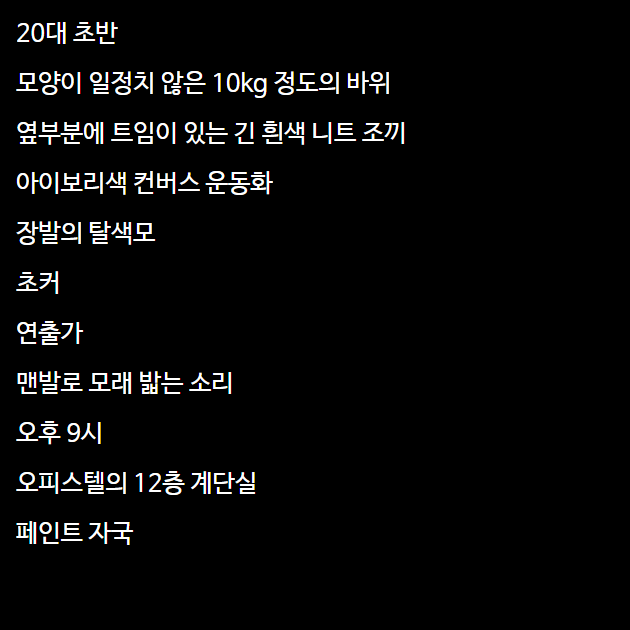 20대 초반
모양이 일정치 않은 10kg 정도의 바위
옆부분에 트임이 있는 긴 흰색 니트 조끼
아이보리색 컨버스 운동화
장발의 탈색모
초커
연출가
맨발로 모래 밟는 소리
오후 9시
오피스텔의 12층 계단실
페인트 자국